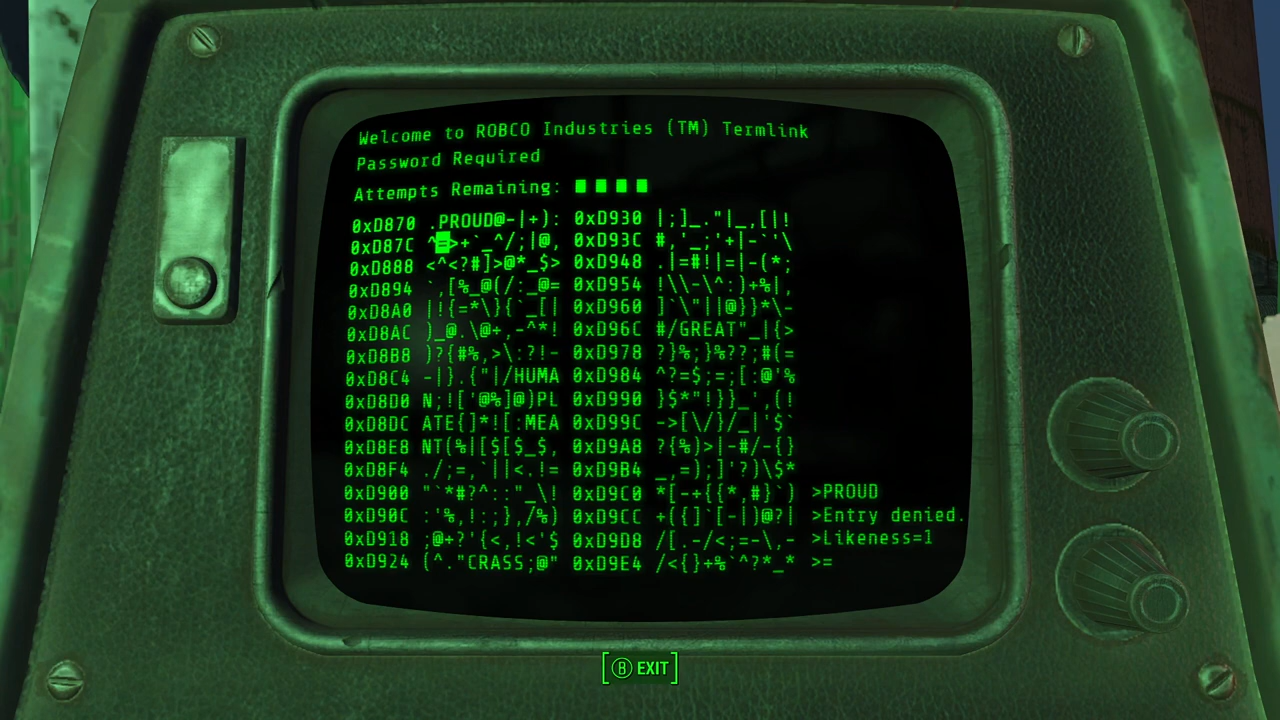 Welcome to ROBCO Industries (TM) Termlink
Password Required
Attempts Remaining: ■ ■ ■ ■
0xD870 .PROUD@-|+): 0xD930 |;]_."|_,[|!
0xD87C ^=>+`_^/;|@, 0xD93C #,'_;'+|-``'\
0xD888 <^<?#]>@*_$> 0xD948 .|=#!|=|-(*;
0xD894 `,[%_@(/:_@= 0xD954 !\\-\^:)+%|,
0xD8A0 |!{=*\}{`_[| 0xD960 ]`\"||@}}*\-
0xD8AC )_@.\@+,-^*! 0xD96C #/GREAT"_|{>
0xD8B8 )?{#%,>\:?!- 0xD978 ?}%;}%??;#(=
0xD8C4 -|}.{"|/HUMA 0xD984 ^?=$;=;[:@'%
0xD8D0 N;!['@%]@)PL 0xD990 }$*"!}}_',(!
0xD8DC ATE{]*![:MEA 0xD99C ->[\/}/_|'$`
0xD8E8 NT(%|[$[$_$, 0xD9A8 ?{%)>|-#/-{}
0xD8F4 ./;=,`||<.!= 0xD9B4 _,=);]'?)\$*
0xD900 "`*#?^::"_\! 0xD9C0 *[-+{{*,#}`) >PROUD
0xD90C :'%,!:;},/%) 0xD9CC +({]`[-|)@?| >Entry denied.
0xD918 ;@+?'{<,!<'$ 0xD9D8 /[.-/<;=-\,- >Likeness=1
0xD924 (^."CRASS;@" 0xD9E4 /<{}+%`^?*_* >=
[Ⓑ EXIT]